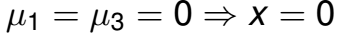 μ₁ = μ₃ = 0 ⇒ x = 0